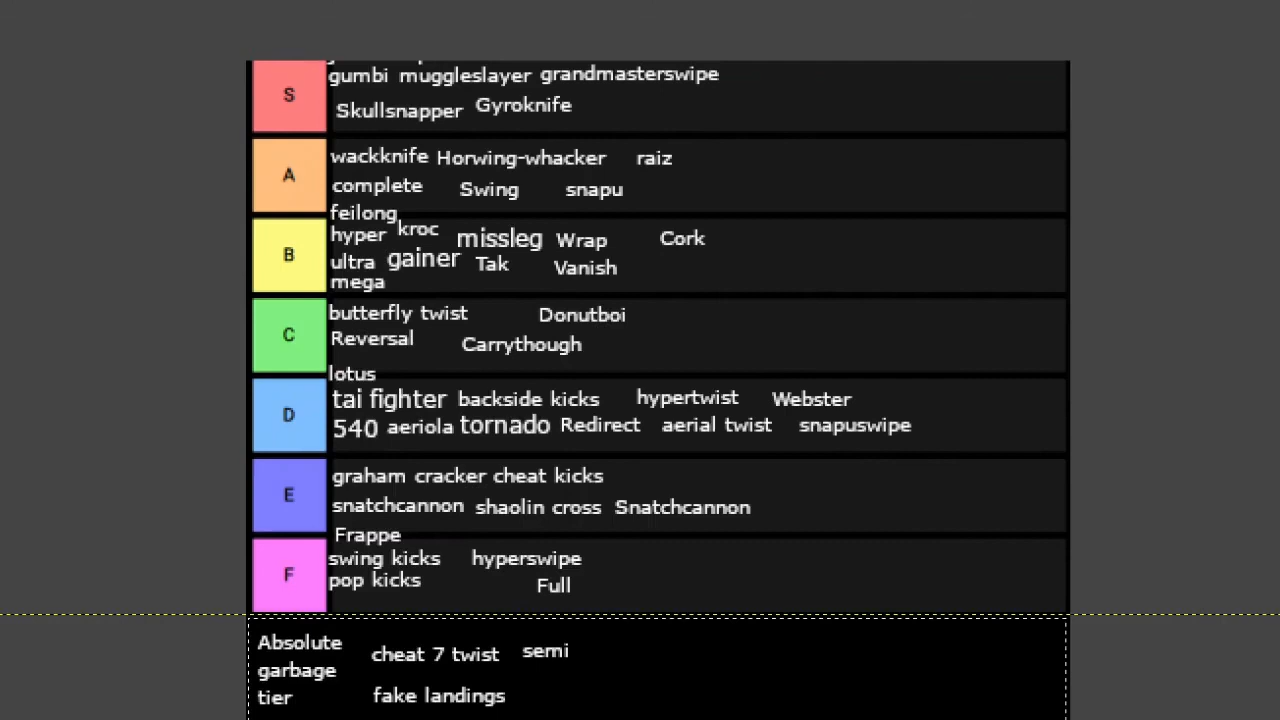 S
gumbi muggleslayer grandmasterswipe
Skullsnapper Gyroknife
A
wackknife Horwing-whacker raiz
complete Swing snapu
feilong
B
hyper kroc missleg Wrap Cork
ultra gainer Tak Vanish
mega
C
butterfly twist Donutboi
Reversal Carrythough
lotus
D
tai fighter backside kicks hypertwist Webster
540 aeriola tornado Redirect aerial twist snapuswipe
E
graham cracker cheat kicks
snatchcannon shaolin cross Snatchcannon
Frappe
F
swing kicks hyperswipe
pop kicks Full
Absolute
garbage
tier
cheat 7 twist semi
fake landings